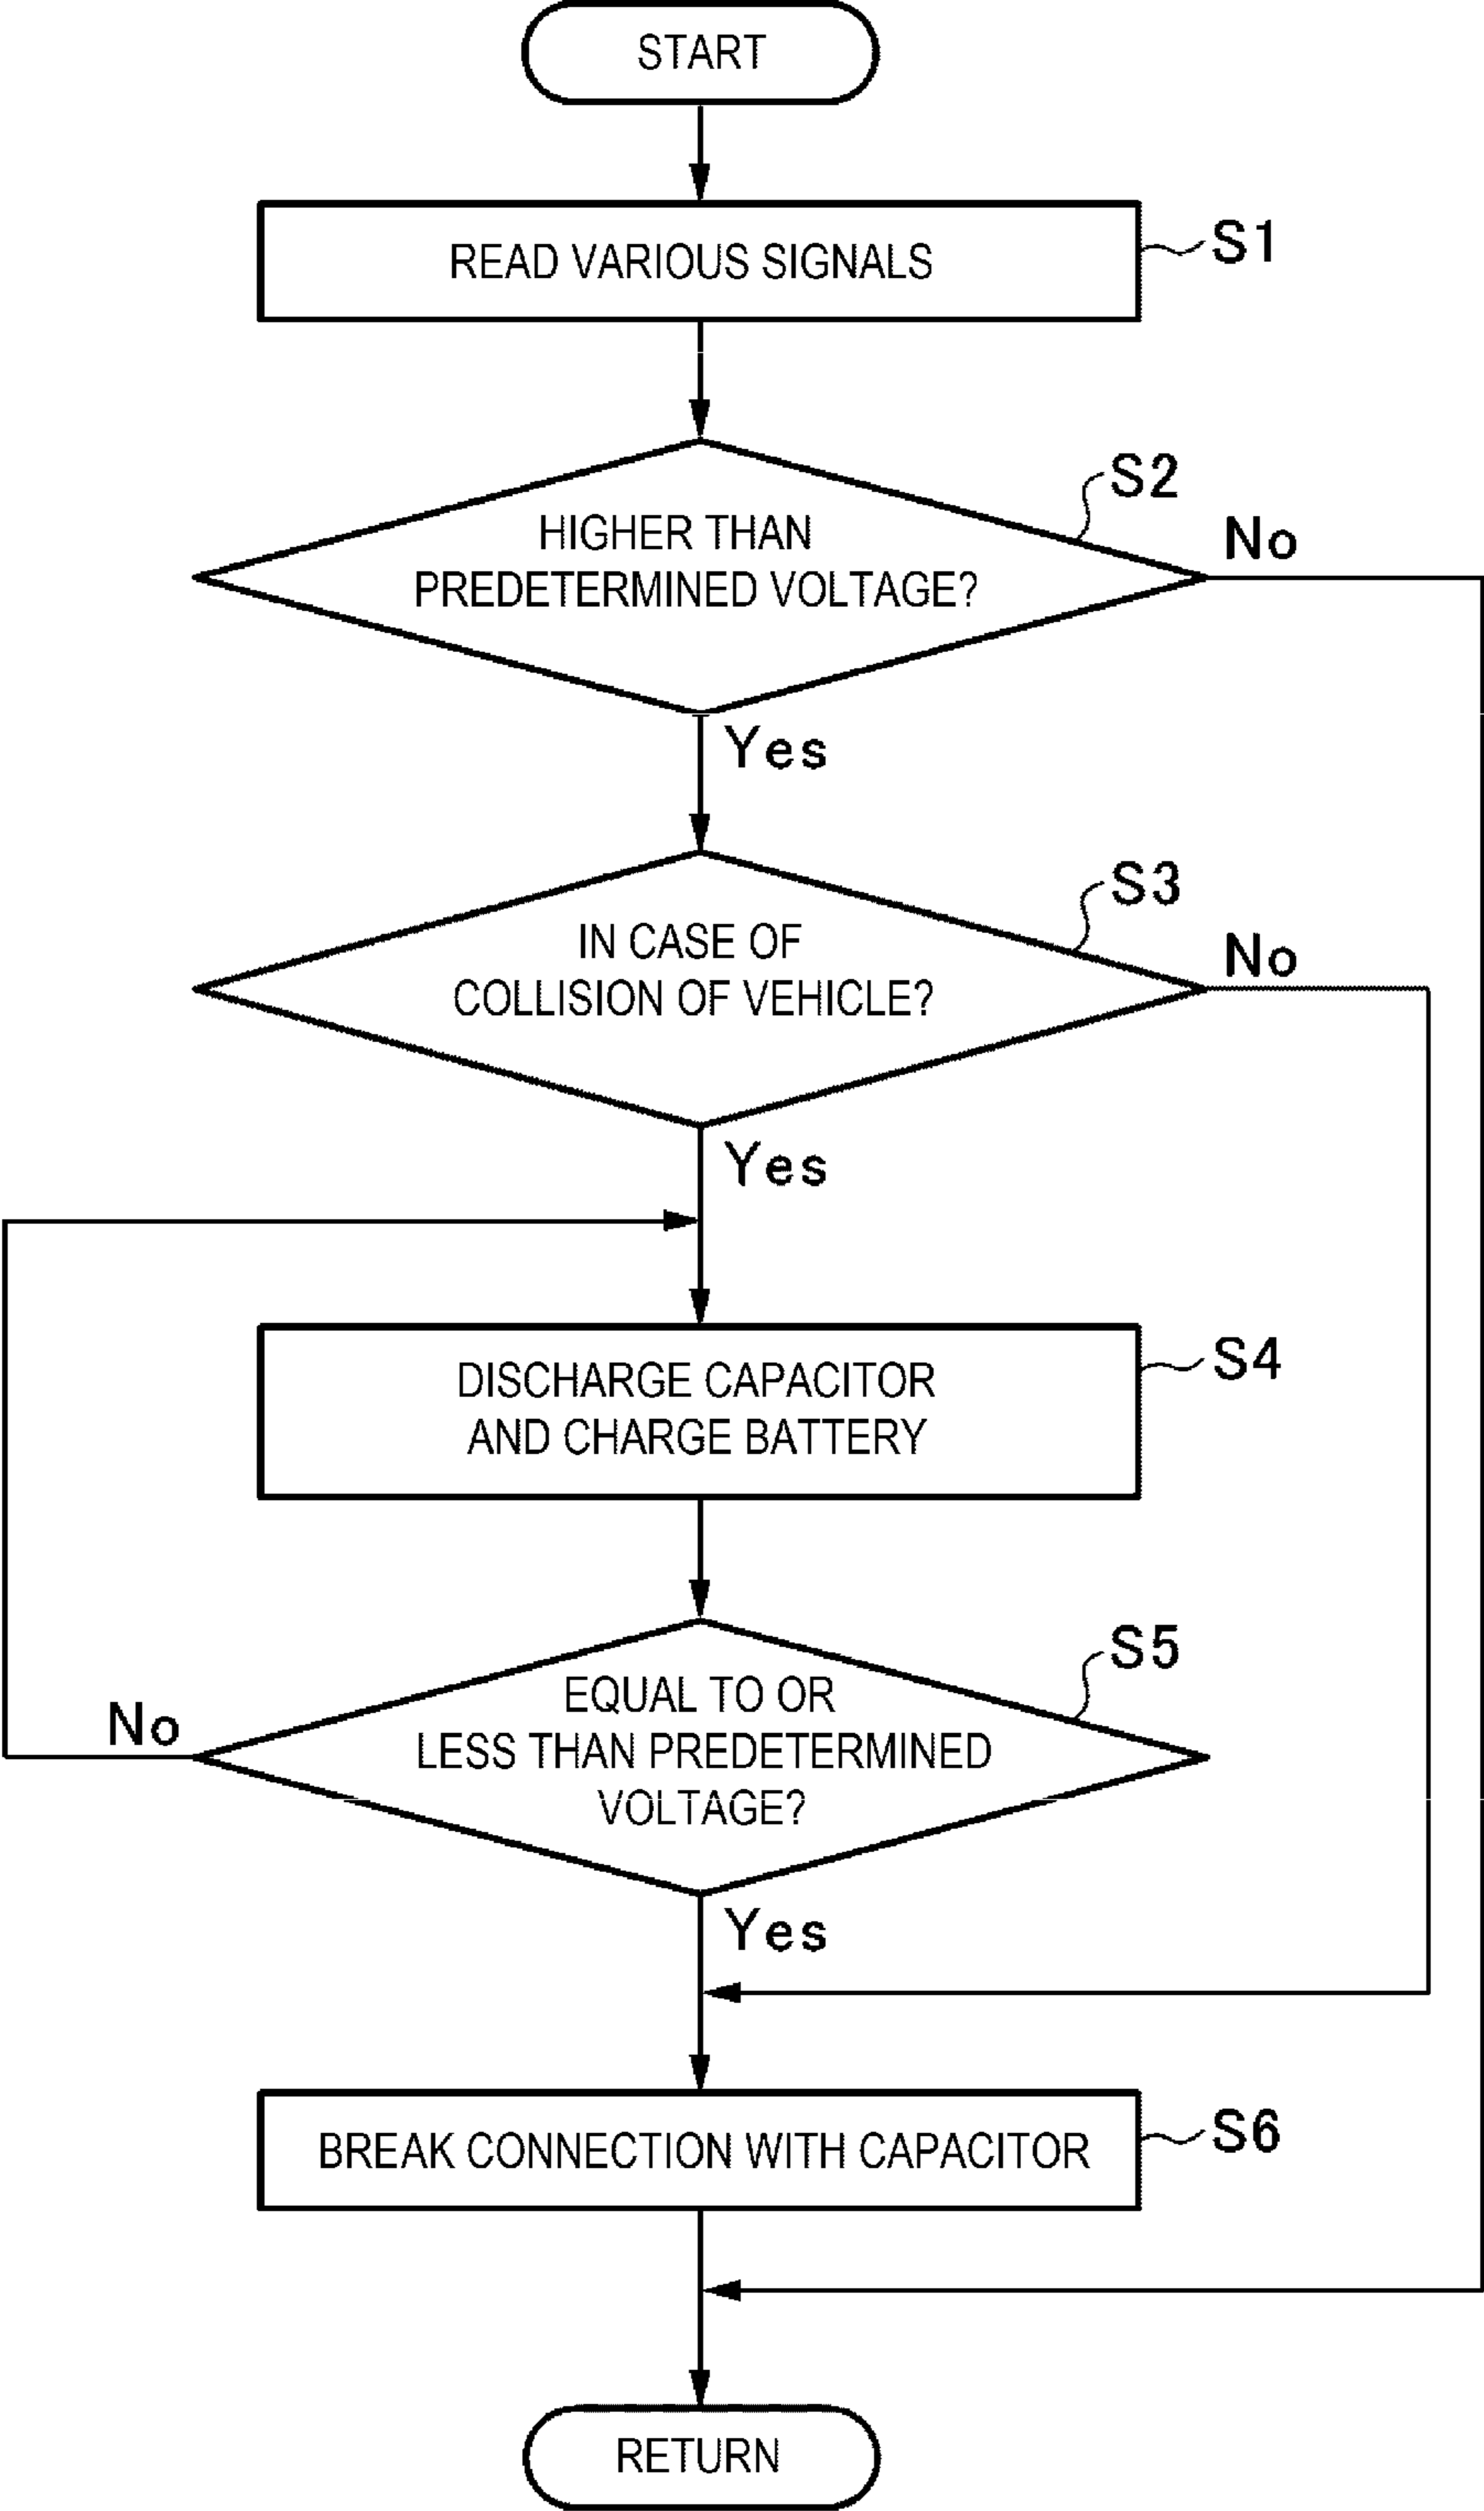 START
READ VARIOUS SIGNALS
S1
S2
HIGHER THAN
PREDETERMINED VOLTAGE?
No
Yes
S3
IN CASE OF
COLLISION OF VEHICLE?
No
Yes
DISCHARGE CAPACITOR
AND CHARGE BATTERY
S4
S5
EQUAL TO OR
LESS THAN PREDETERMINED
VOLTAGE?
No
Yes
BREAK CONNECTION WITH CAPACITOR
S6
RETURN